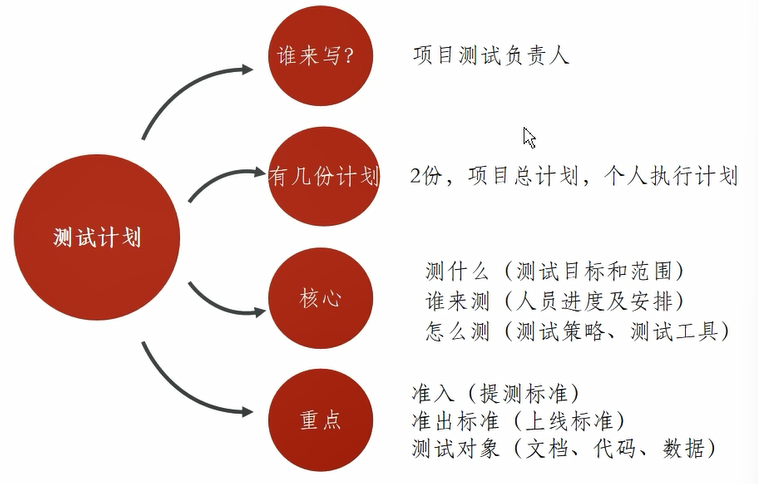 测试计划
谁来写？
项目测试负责人
有几份计划
2份，项目总计划，个人执行计划
核心
测什么（测试目标和范围）
谁来测（人员进度及安排）
怎么测（测试策略、测试工具）
重点
准入（提测标准）
准出标准（上线标准）
测试对象（文档、代码、数据）